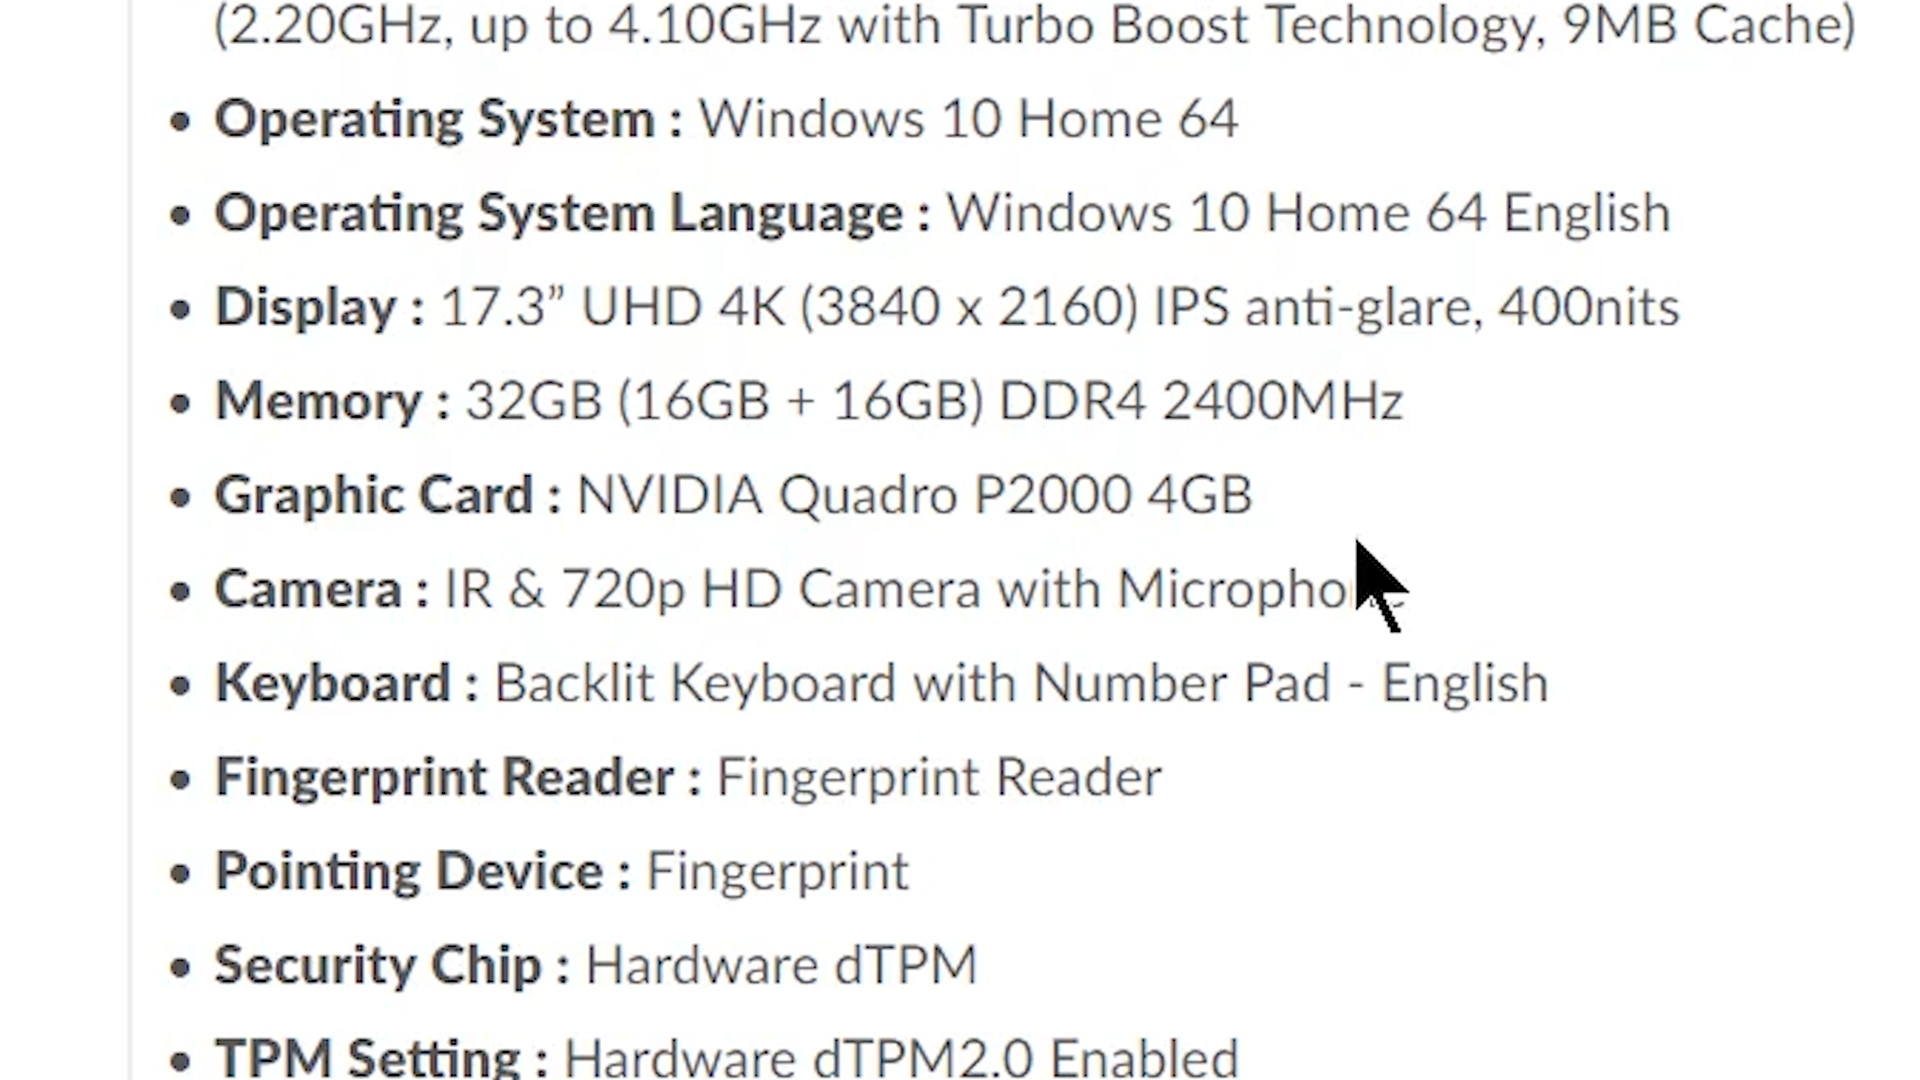 (2.20GHz, up to 4.10GHz with Turbo Boost Technology, 9MB Cache)
• Operating System : Windows 10 Home 64
• Operating System Language : Windows 10 Home 64 English
• Display : 17.3” UHD 4K (3840 x 2160) IPS anti-glare, 400nits
• Memory : 32GB (16GB + 16GB) DDR4 2400MHz
• Graphic Card : NVIDIA Quadro P2000 4GB
• Camera : IR & 720p HD Camera with Microphone
• Keyboard : Backlit Keyboard with Number Pad - English
• Fingerprint Reader : Fingerprint Reader
• Pointing Device : Fingerprint
• Security Chip : Hardware dTPM
• TPM Setting : Hardware dTPM2.0 Enabled